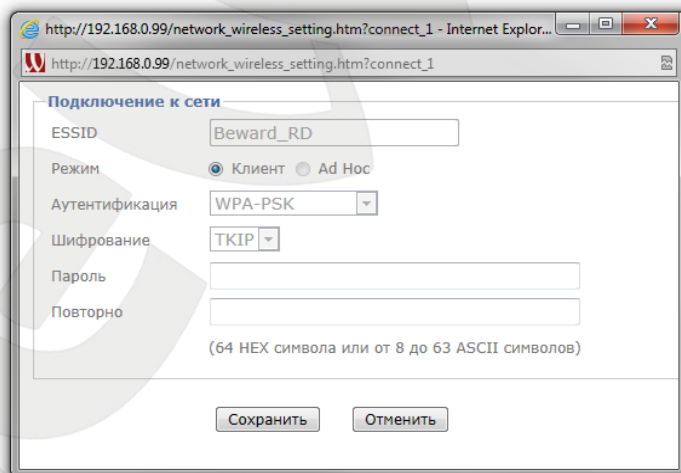 http://192.168.0.99/network_wireless_setting.htm?connect_1 - Internet Explor...
http://192.168.0.99/network_wireless_setting.htm?connect_1
Подключение к сети
ESSID Beward_RD
Режим Клиент Ad Hoc
Аутентификация WPA-PSK
Шифрование TKIP
Пароль
Повторно
(64 HEX символа или от 8 до 63 ASCII символов)
Сохранить Отменить